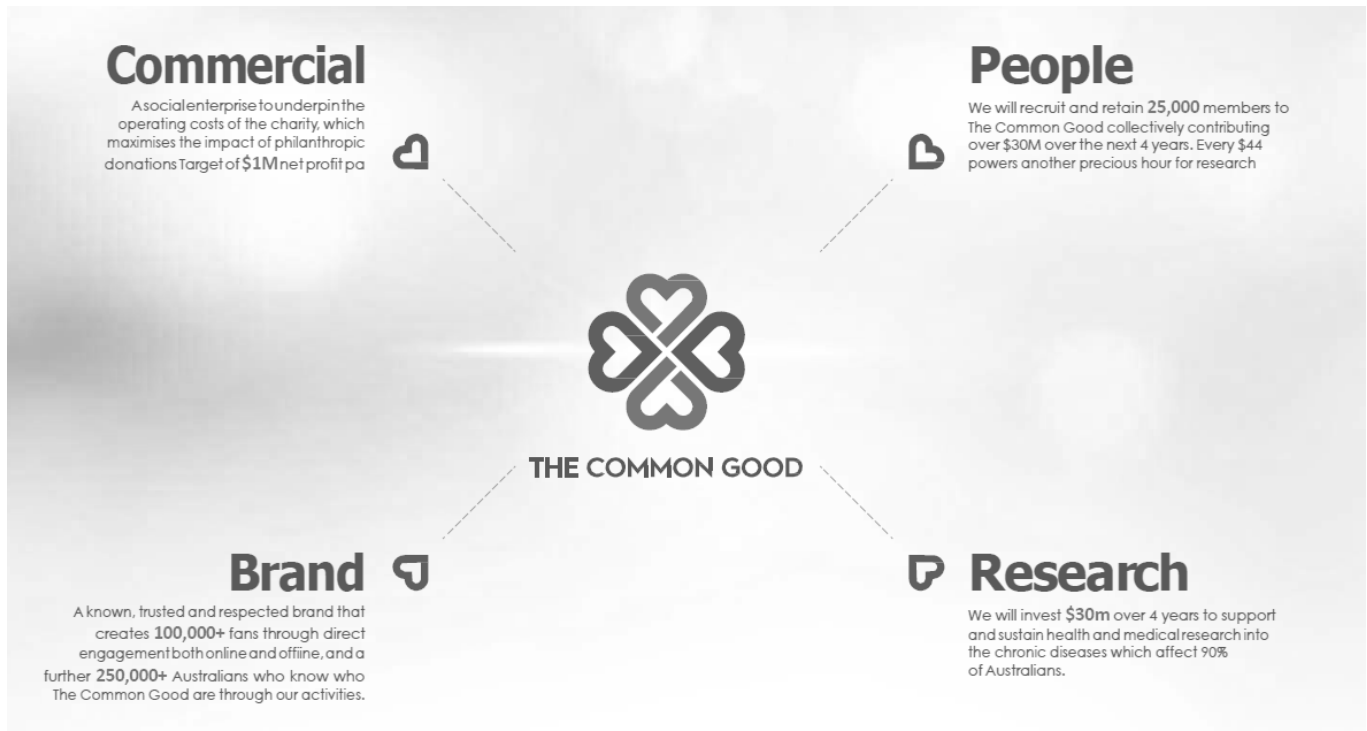 Commercial
A social enterprise to underpin the
operating costs of the charity, which
maximises the impact of philanthropic
donations Target of $1M net profit pa
People
We will recruit and retain 25,000 members to
The Common Good collectively contributing
over $30M over the next 4 years. Every $44
powers another precious hour for research
THE COMMON GOOD
Brand
A known, trusted and respected brand that
creates 100,000+ fans through direct
engagement both online and offline, and a
further 250,000+ Australians who know who
The Common Good are through our activities.
Research
We will invest $30m over 4 years to support
and sustain health and medical research into
the chronic diseases which affect 90%
of Australians.